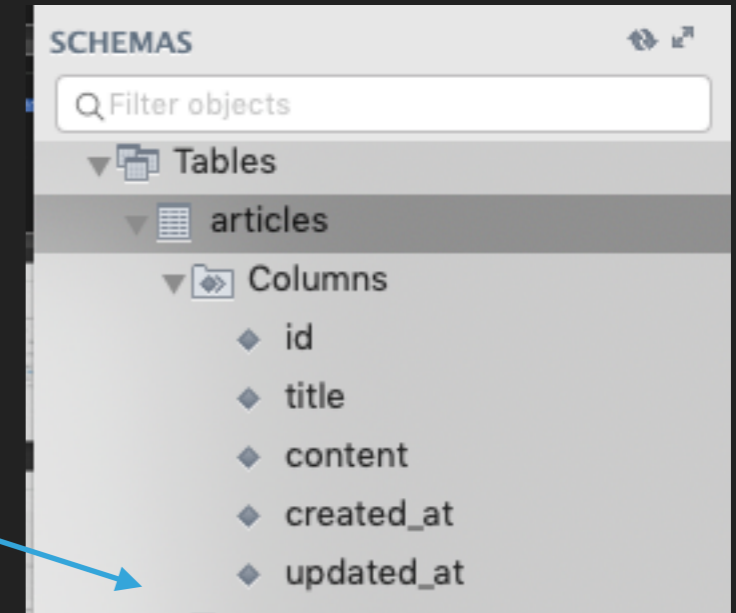 SCHEMAS
Filter objects
Tables
articles
Columns
id
title
content
created_at
updated_at